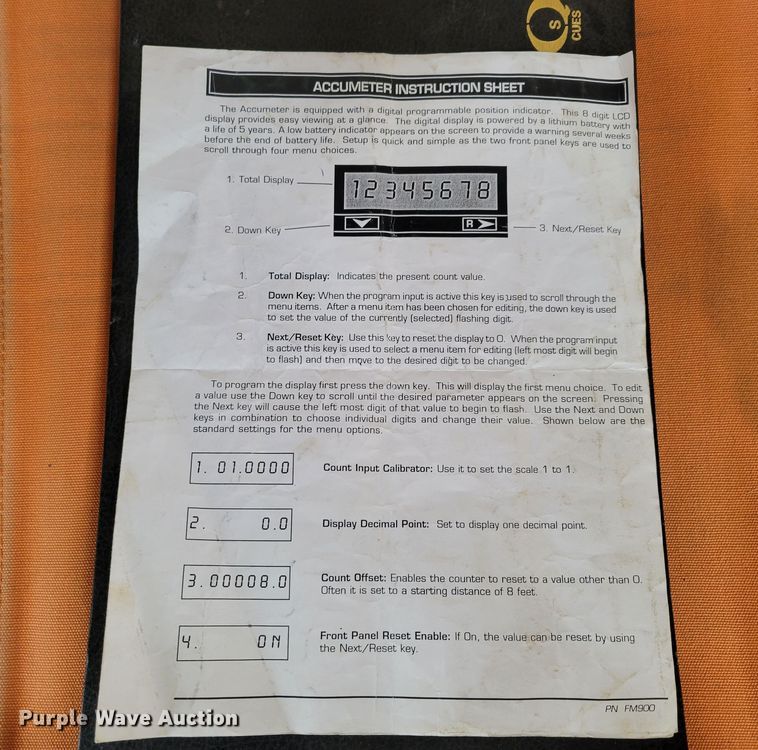 Q
S
CUES
ACCUMETER INSTRUCTION SHEET
The Accumeter is equipped with a digital programmable position indicator. This 8 digit LCD
display provides easy viewing at a glance. The digital display is powered by a lithium battery with
a life of 5 years. A low battery indicator appears on the screen to provide a warning several weeks
before the end of battery life. Setup is quick and simple as the two front panel keys are used to
scroll through four menu choices.
1. Total Display
12345678
2. Down Key
R
3. Next/Reset Key
1. Total Display: Indicates the present count value.
2. Down Key: When the program input is active this key is used to scroll through the
menu items. After a menu item has been chosen for editing, the down key is used
to set the value of the currently (selected) flashing digit.
3. Next/Reset Key: Use this key to reset the display to 0. When the program input
is active this key is used to select a menu item for editing (left most digit will begin
to flash) and then move to the desired digit to be changed.
To program the display first press the down key. This will display the first menu choice. To edit
a value use the Down key to scroll until the desired parameter appears on the screen. Pressing
the Next key will cause the left most digit of that value to begin to flash. Use the Next and Down
keys in combination to choose individual digits and change their value. Shown below are the
standard settings for the menu options.
1. 01.0000
Count Input Calibrator: Use it to set the scale 1 to 1.
2. 0.0
Display Decimal Point: Set to display one decimal point.
3.00008.0
Count Offset: Enables the counter to reset to a value other than 0.
Often it is set to a starting distance of 8 feet.
4. ON
Front Panel Reset Enable: If On, the value can be reset by using
the Next/Reset key.
PN FM900
Purple Wave Auction